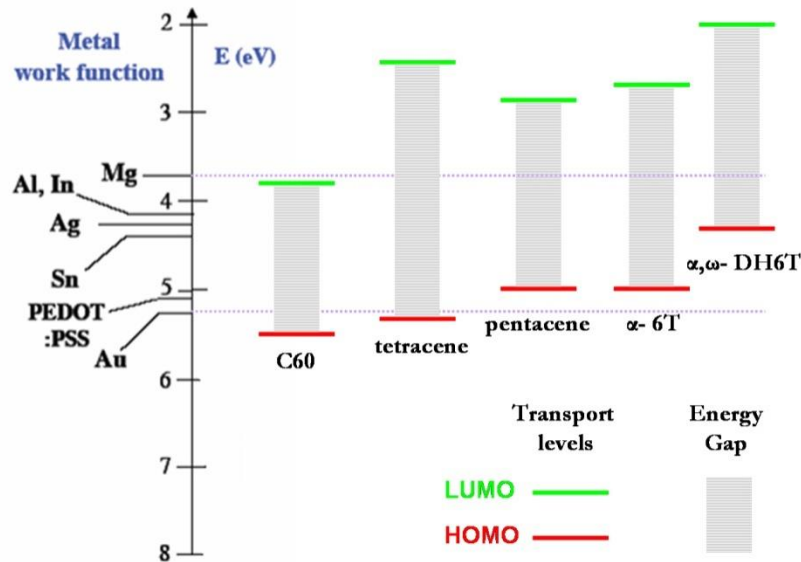 Metal
work function
E (eV)
2
3
4
5
6
7
8
Mg
Al, In
Ag
Sn
PEDOT
:PSS
Au
C60
tetracene
pentacene
α- 6T
α,ω- DH6T
Transport
levels
Energy
Gap
LUMO
HOMO